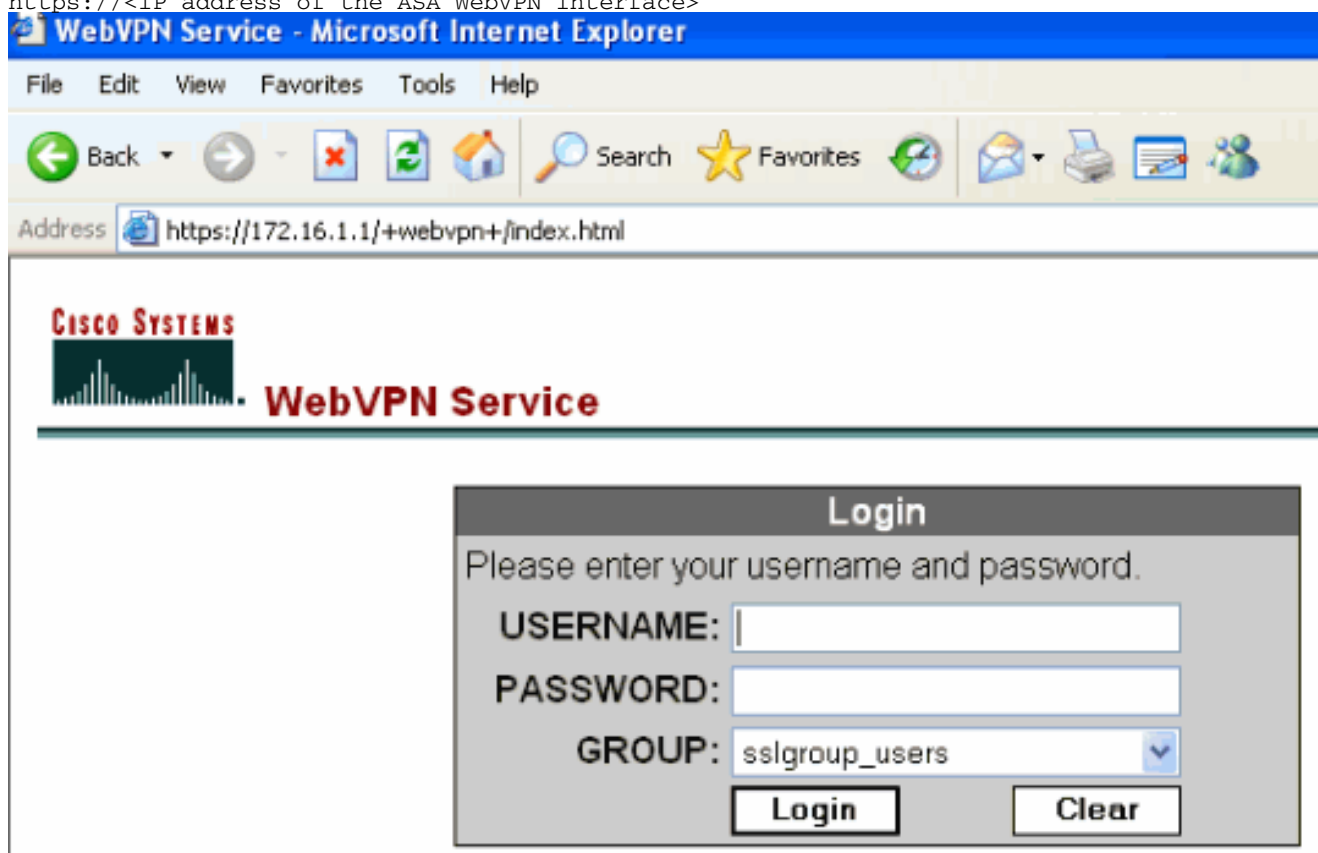 https://<IP address of the ASA WebVPN Interface>
WebVPN Service - Microsoft Internet Explorer
File Edit View Favorites Tools Help
Back Search Favorites
Address https://172.16.1.1/+webvpn+/index.html
CISCO SYSTEMS
WebVPN Service
Login
Please enter your username and password.
USERNAME:
PASSWORD:
GROUP: sslgroup_users
Login Clear